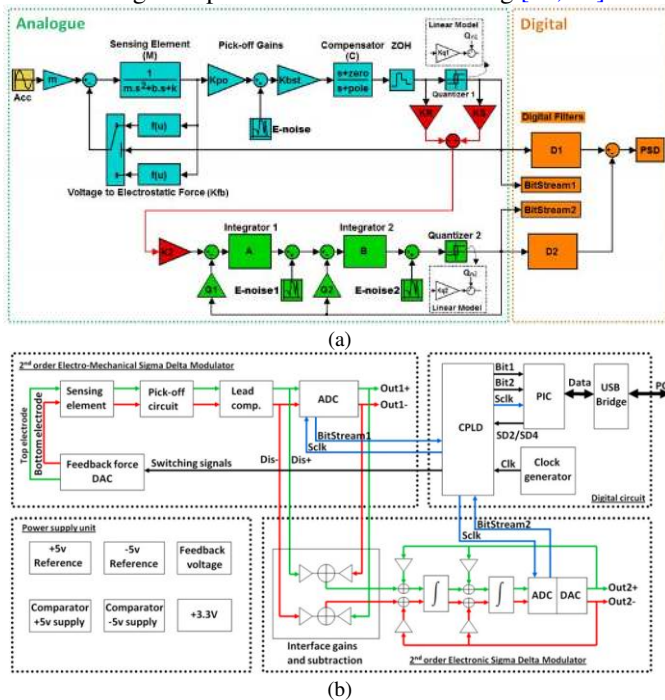 Analogue
Digital
Sensing Element
(M)
Pick-off Gains
Compensator
(C)
ZOH
Linear Model
Kq1
Qn1
Acc
m
1
m.s²+b.s+k
Kpo
Kbst
s+zero
s+pole
Quantizer 1
E-noise
f(u)
f(u)
Voltage to Electrostatic Force (Kfb)
Digital Filters
D1
PSD
BitStream1
BitStream2
Integrator 1
Integrator 2
Quantizer 2
A
B
D2
G1
G2
E-noise1
E-noise2
Kq2
Qn2
Linear Model
(a)
2nd order Electro-Mechanical Sigma Delta Modulator
Top electrode
Bottom electrode
Sensing
element
Pick-off
circuit
Lead
comp.
ADC
Out1+
Out1-
BitStream1
Sclk
Feedback force
DAC
Switching signals
Dis-
Dis+
CPLD
Bit1
Bit2
Sclk
PIC
Data
USB
Bridge
PC
SD2/SD4
Clk
Clock
generator
Digital circuit
Power supply unit
+5v
Reference
-5v
Reference
Feedback
voltage
Comparator
+5v supply
Comparator
-5v supply
+3.3V
Interface gains
and subtraction
BitStream2
Sclk
∫
∫
ADC
DAC
Out2+
Out2-
2nd order Electronic Sigma Delta Modulator
(b)